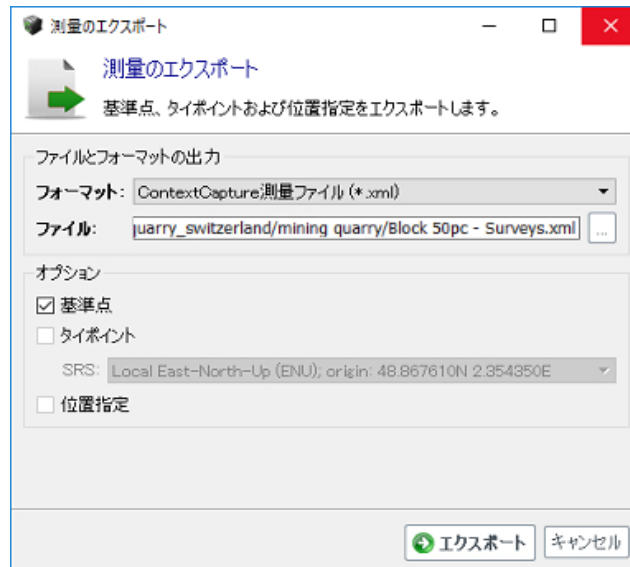 測量のエクスポート
測量のエクスポート
基準点、タイポイントおよび位置指定をエクスポートします。
ファイルとフォーマットの出力
フォーマット: ContextCapture測量ファイル (*.xml)
ファイル: quarry_switzerland/mining quarry/Block 50pc - Surveys.xml ...
オプション
基準点
タイポイント
SRS: Local East-North-Up (ENU); origin: 48.867610N 2.354350E
位置指定
エクスポート キャンセル